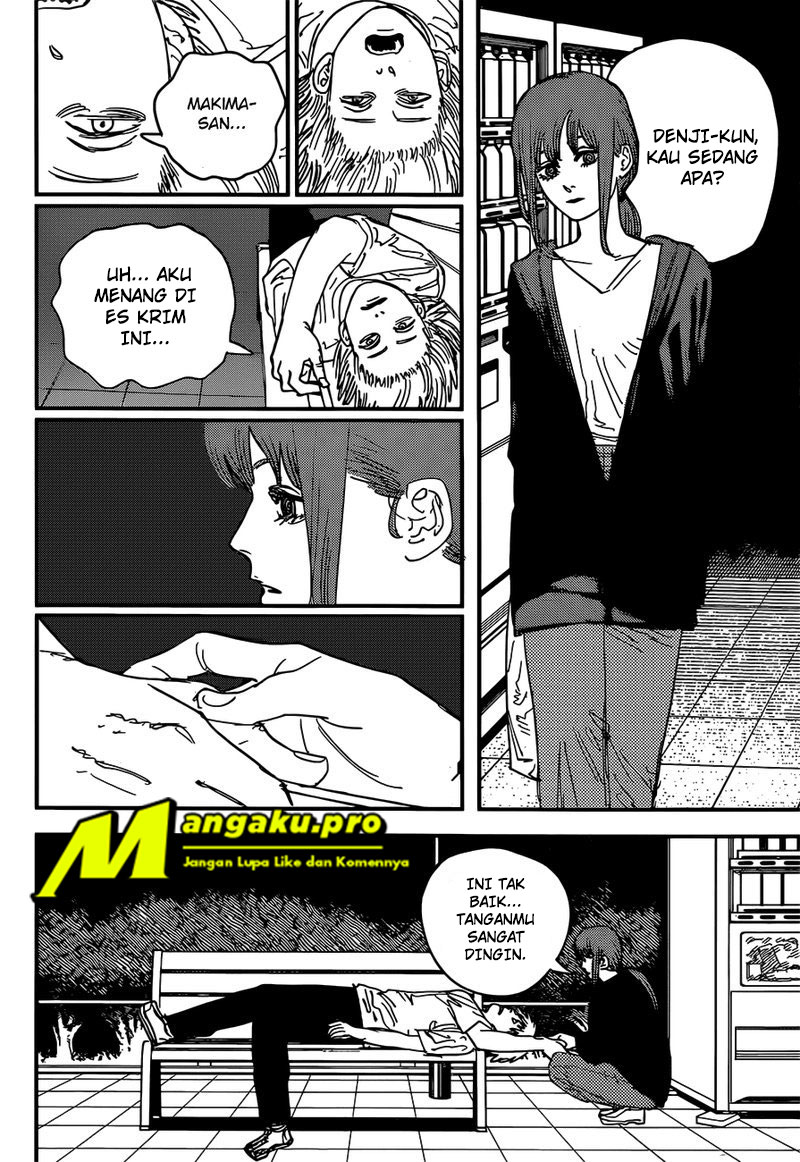 DENJI-KUN,
KAU SEDANG
APA?
MAKIMA-
SAN...
UH... AKU
MENANG DI
ES KRIM
INI...
Mangaku.pro
Jangan Lupa Like dan Komennya
INI TAK
BAIK...
TANGANMU
SANGAT
DINGIN.